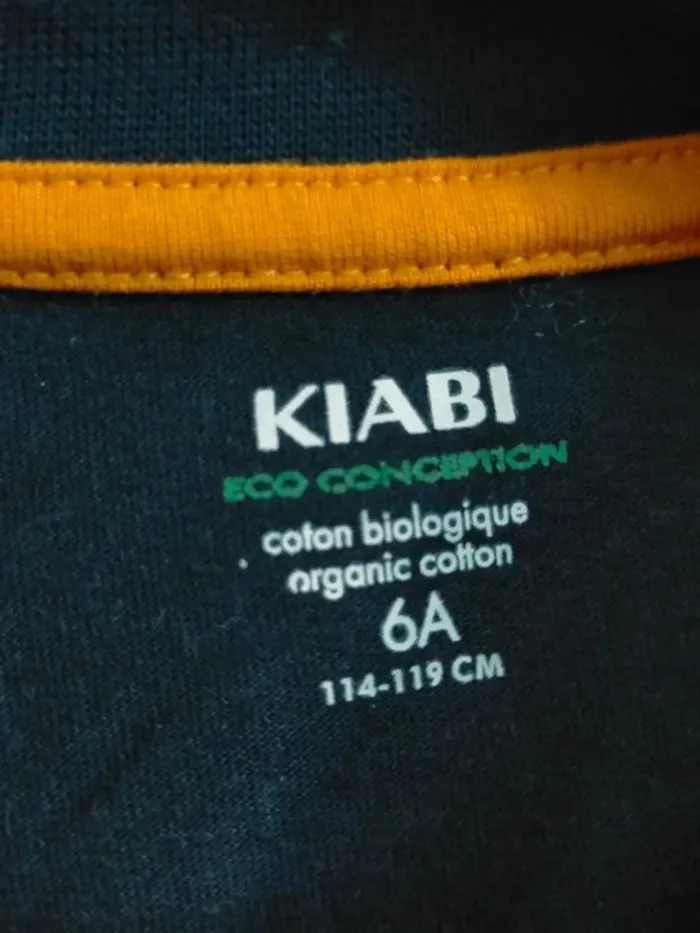 KIABI
ECO CONCEPTION
coton biologique
organic cotton
6A
114-119 CM